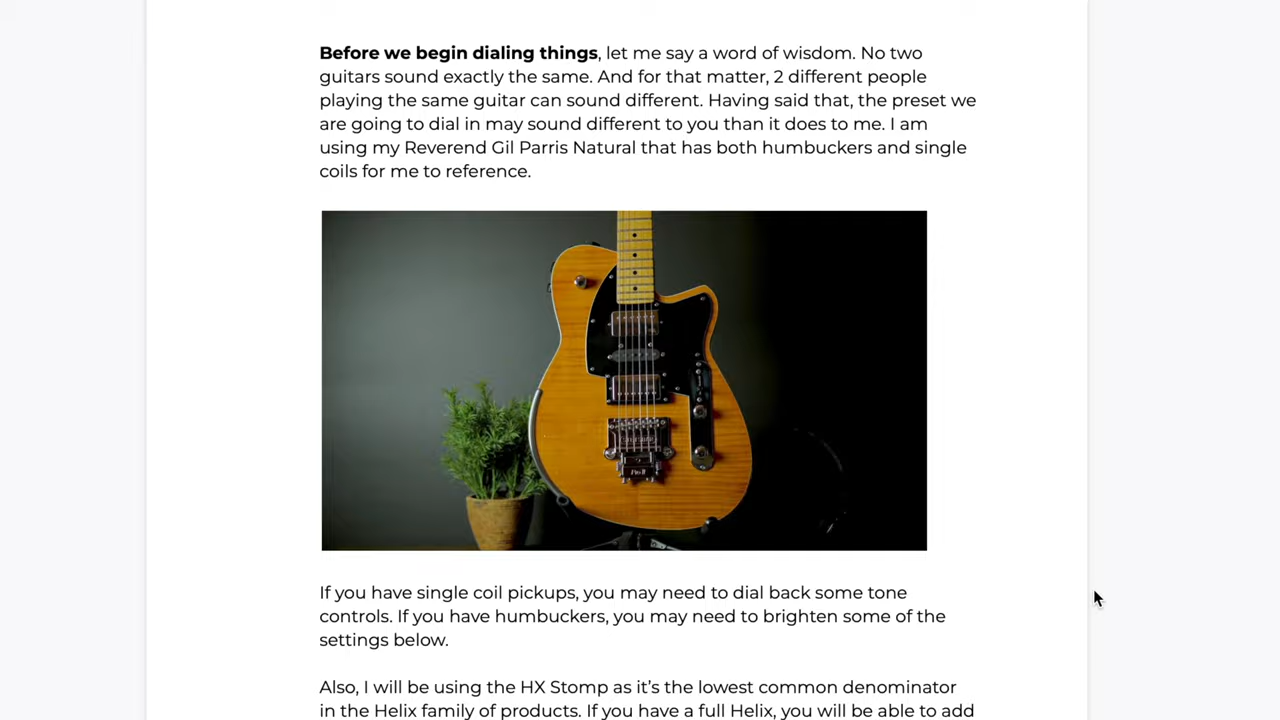 Before we begin dialing things, let me say a word of wisdom. No two
guitars sound exactly the same. And for that matter, 2 different people
playing the same guitar can sound different. Having said that, the preset we
are going to dial in may sound different to you than it does to me. I am
using my Reverend Gil Parris Natural that has both humbuckers and single
coils for me to reference.
If you have single coil pickups, you may need to dial back some tone
controls. If you have humbuckers, you may need to brighten some of the
settings below.
Also, I will be using the HX Stomp as it’s the lowest common denominator
in the Helix family of products. If you have a full Helix, you will be able to add